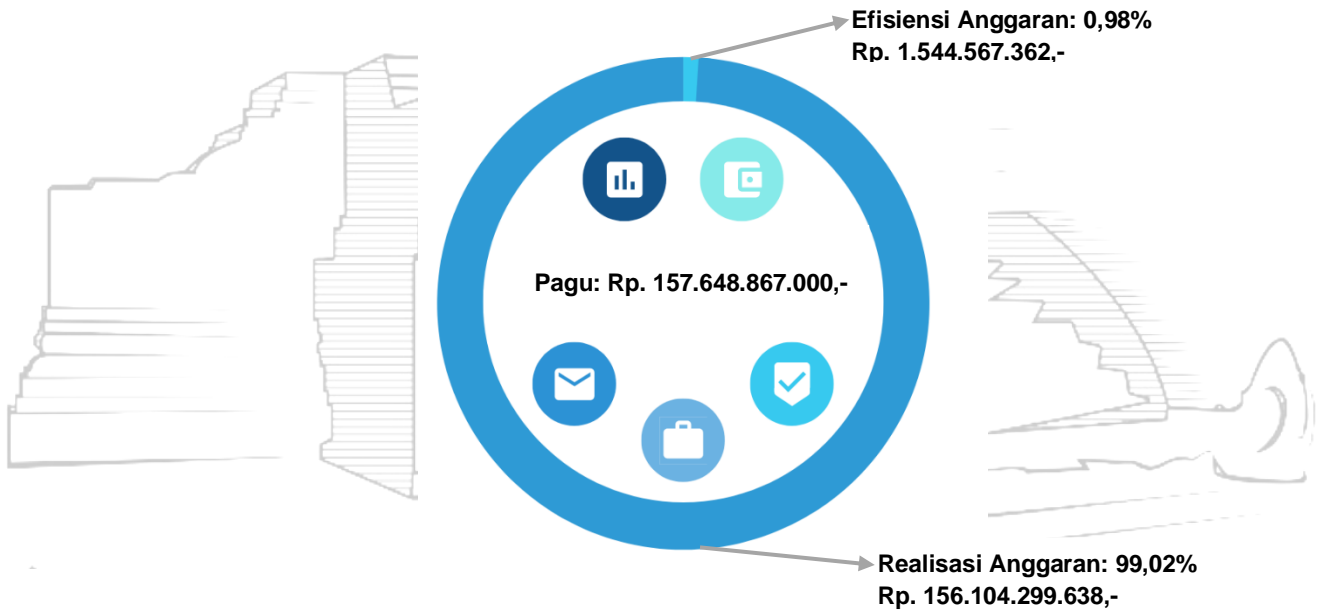 Efisiensi Anggaran: 0,98%
Rp. 1.544.567.362,-
Pagu: Rp. 157.648.867.000,-
Realisasi Anggaran: 99,02%
Rp. 156.104.299.638,-